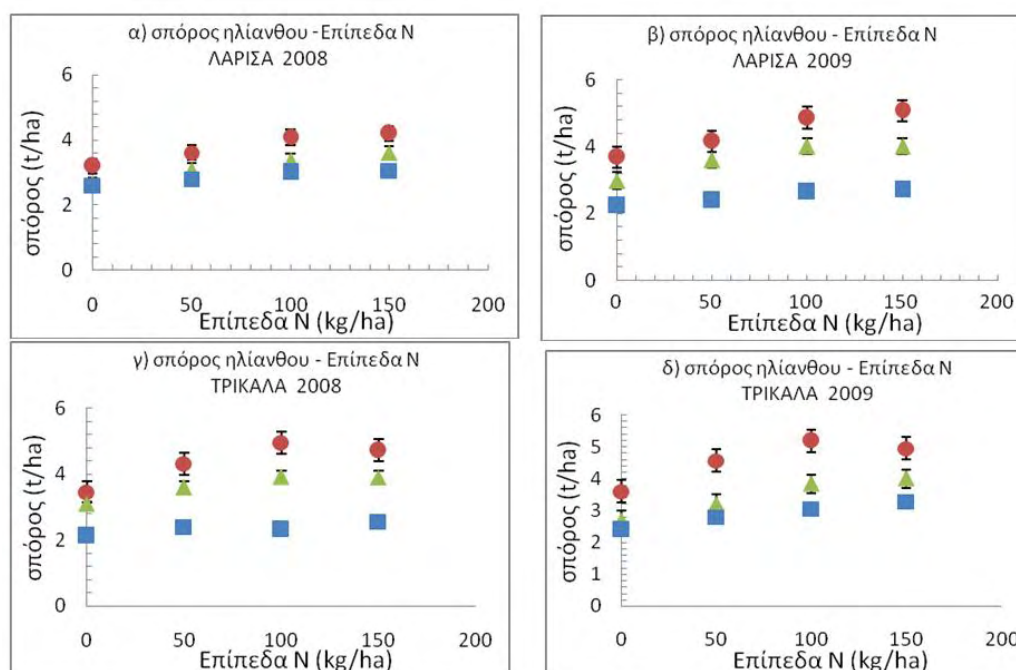 α) σπόρος ηλίανθου -Επίπεδα Ν
ΛΑΡΙΣΑ 2008
σπόρος (t/ha)
6
4
2
0
0 50 100 150 200
Επίπεδα Ν (kg/ha)
β) σπόρος ηλίανθου - Επίπεδα Ν
ΛΑΡΙΣΑ 2009
σπόρος (t/ha)
6
4
2
0
0 50 100 150 200
Επίπεδα Ν (kg/ha)
γ) σπόρος ηλίανθου - Επίπεδα Ν
ΤΡΙΚΑΛΑ 2008
σπόρος (t/ha)
6
4
2
0
0 50 100 150 200
Επίπεδα Ν (kg/ha)
δ) σπόρος ηλίανθου - Επίπεδα Ν
ΤΡΙΚΑΛΑ 2009
σπόρος (t/ha)
6
5
4
3
2
1
0
0 50 100 150 200
Επίπεδα Ν (kg/ha)